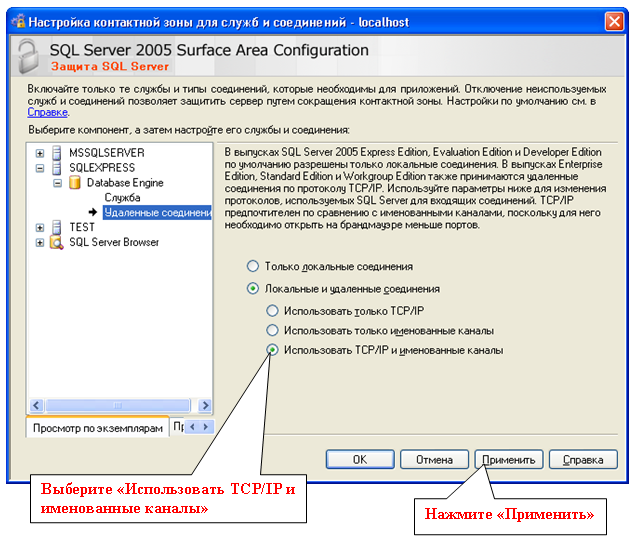 Настройка контактной зоны для служб и соединений - localhost
SQL Server 2005 Surface Area Configuration
Защита SQL Server
Включайте только те службы и типы соединений, которые необходимы для приложений. Отключение неиспользуемых
служб и соединений позволяет защитить сервер путем сокращения контактной зоны. Настройки по умолчанию см. в
Справке.
Выберите компонент, а затем настройте его службы и соединения:
MSSQLSERVER
SQLEXPRESS
Database Engine
Служба
Удаленные соединени
TEST
SQL Server Browser
Просмотр по экземплярам
Пр
В выпусках SQL Server 2005 Express Edition, Evaluation Edition и Developer Edition
по умолчанию разрешены только локальные соединения. В выпусках Enterprise
Edition, Standard Edition и Workgroup Edition также принимаются удаленные
соединения по протоколу TCP/IP. Используйте параметры ниже для изменения
протоколов, используемых SQL Server для входящих соединений. TCP/IP
предпочтителен по сравнению с именованными каналами, поскольку для него
необходимо открыть на брандмауэре меньше портов.
Только локальные соединения
Локальные и удаленные соединения
Использовать только TCP/IP
Использовать только именованные каналы
Использовать TCP/IP и именованные каналы
OK
Отмена
Применить
Справка
Выберите «Использовать TCP/IP и
именованные каналы»
Нажмите «Применить»